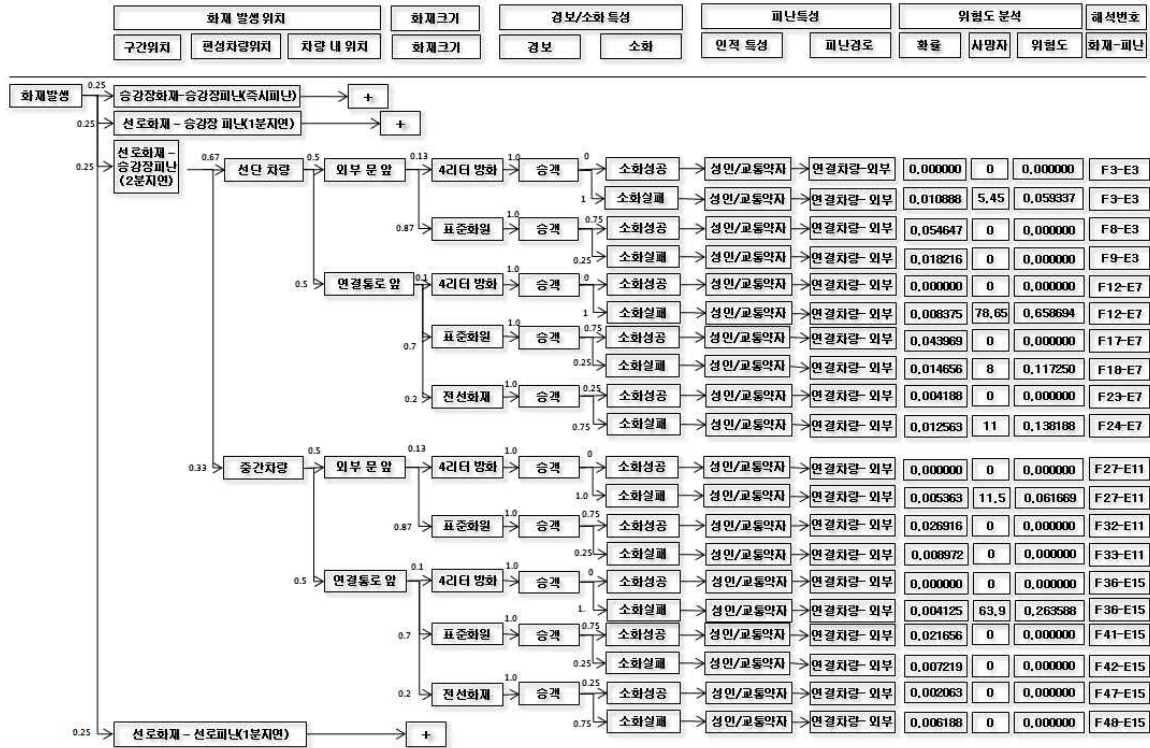 화재 발생 위치 화재크기 경보/소화 특성 피난특성 위험도 분석 해석번호
구간위치 편성차량위치 차량 내 위치 화재크기 경보 소화 인적 특성 피난경로 확률 사망자 위험도 화재-피난
화재발생 0.25 승강장화재-승강장피난(즉시피난) +
0.25 선로화재 - 승강장 피난(1분지연) +
0.25 선로화재 - 승강장피난 (2분지연) 0.67 선단 차량 0.5 외부 문 앞 0.13 4리터 방화 1.0 승객 0 소화성공 성인/교통약자 연결차량-외부 0.000000 0 0.000000 F3-E3
1 소화실패 성인/교통약자 연결차량- 외부 0.010888 5.45 0.059337 F3-E3
0.87 표준화원 1.0 승객 0.75 소화성공 성인/교통약자 연결차량- 외부 0.054647 0 0.000000 F8-E3
0.25 소화실패 성인/교통약자 연결차량- 외부 0.018216 0 0.000000 F9-E3
0.5 연결통로 앞 0.1 4리터 방화 1.0 승객 0 소화성공 성인/교통약자 연결차량- 외부 0.000000 0 0.000000 F12-E7
1 소화실패 성인/교통약자 연결차량- 외부 0.008375 78.65 0.658694 F12-E7
0.7 표준화원 1.0 승객 0.75 소화성공 성인/교통약자 연결차량- 외부 0.043969 0 0.000000 F17-E7
0.25 소화실패 성인/교통약자 연결차량- 외부 0.014656 8 0.117250 F18-E7
0.2 전선화재 1.0 승객 0.25 소화성공 성인/교통약자 연결차량- 외부 0.004188 0 0.000000 F23-E7
0.75 소화실패 성인/교통약자 연결차량- 외부 0.012563 11 0.138188 F24-E7
0.33 중간차량 0.5 외부 문 앞 0.13 4리터 방화 1.0 승객 0 소화성공 성인/교통약자 연결차량- 외부 0.000000 0 0.000000 F27-E11
1.0 소화실패 성인/교통약자 연결차량- 외부 0.005363 11.5 0.061669 F27-E11
0.87 표준화원 1.0 승객 0.75 소화성공 성인/교통약자 연결차량- 외부 0.026916 0 0.000000 F32-E11
0.25 소화실패 성인/교통약자 연결차량- 외부 0.008972 0 0.000000 F33-E11
0.5 연결통로 앞 0.1 4리터 방화 1.0 승객 0 소화성공 성인/교통약자 연결차량- 외부 0.000000 0 0.000000 F36-E15
1. 소화실패 성인/교통약자 연결차량- 외부 0.004125 63.9 0.263588 F36-E15
0.7 표준화원 1.0 승객 0.75 소화성공 성인/교통약자 연결차량- 외부 0.021656 0 0.000000 F41-E15
0.25 소화실패 성인/교통약자 연결차량- 외부 0.007219 0 0.000000 F42-E15
0.2 전선화재 1.0 승객 0.25 소화성공 성인/교통약자 연결차량- 외부 0.002063 0 0.000000 F47-E15
0.75 소화실패 성인/교통약자 연결차량- 외부 0.006188 0 0.000000 F48-E15
0.25 선로화재 - 선로피난(1분지연) +